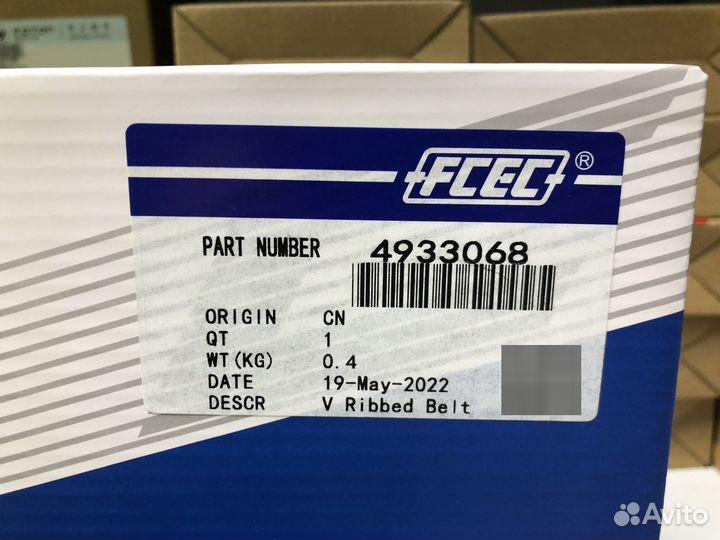 FCEC®
PART NUMBER 4933068
ORIGIN CN
QT 1
WT(KG) 0.4
DATE 19-May-2022
DESCR V Ribbed Belt
Avito